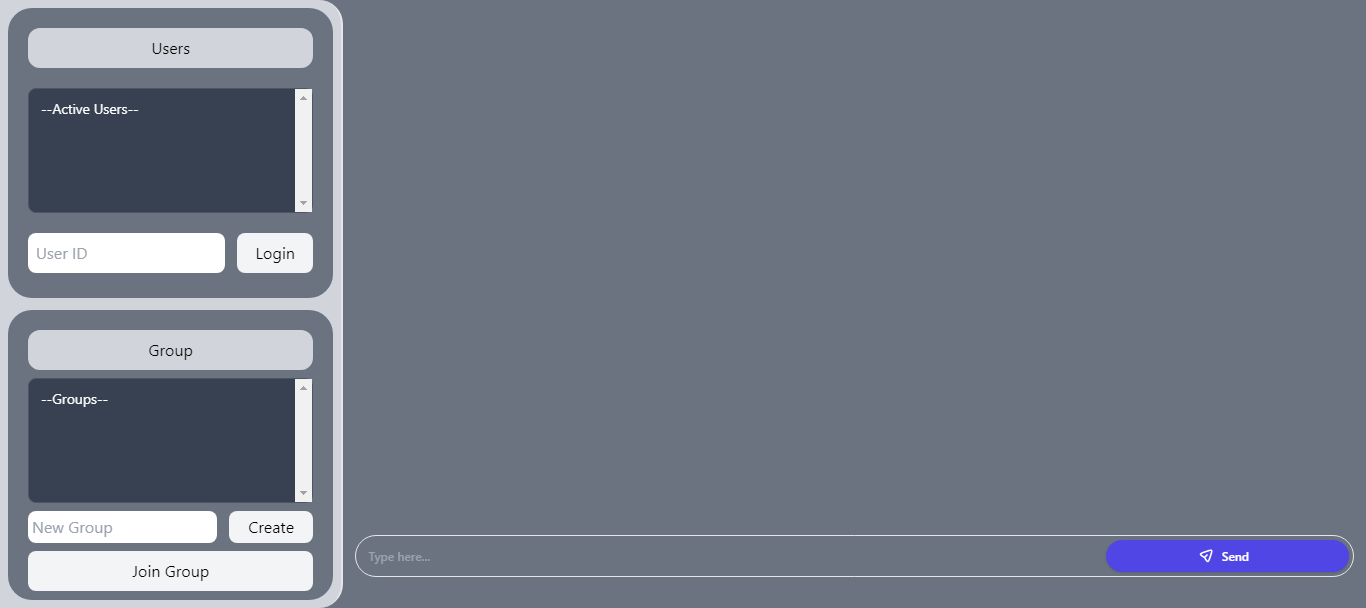 Users
--Active Users--
User ID
Login
Group
--Groups--
New Group
Create
Join Group
Type here...
Send